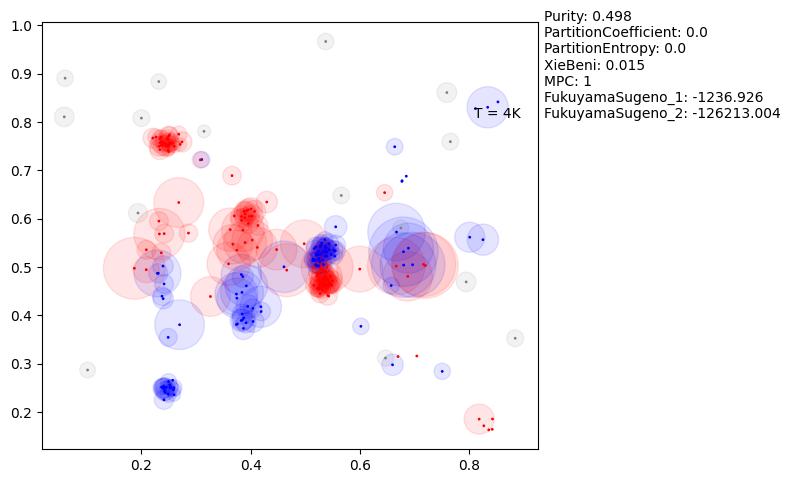 Purity: 0.498
PartitionCoefficient: 0.0
PartitionEntropy: 0.0
XieBeni: 0.015
MPC: 1
FukuyamaSugeno_1: -1236.926
FukuyamaSugeno_2: -126213.004
T = 4K
1.0
0.9
0.8
0.7
0.6
0.5
0.4
0.3
0.2
0.2 0.4 0.6 0.8